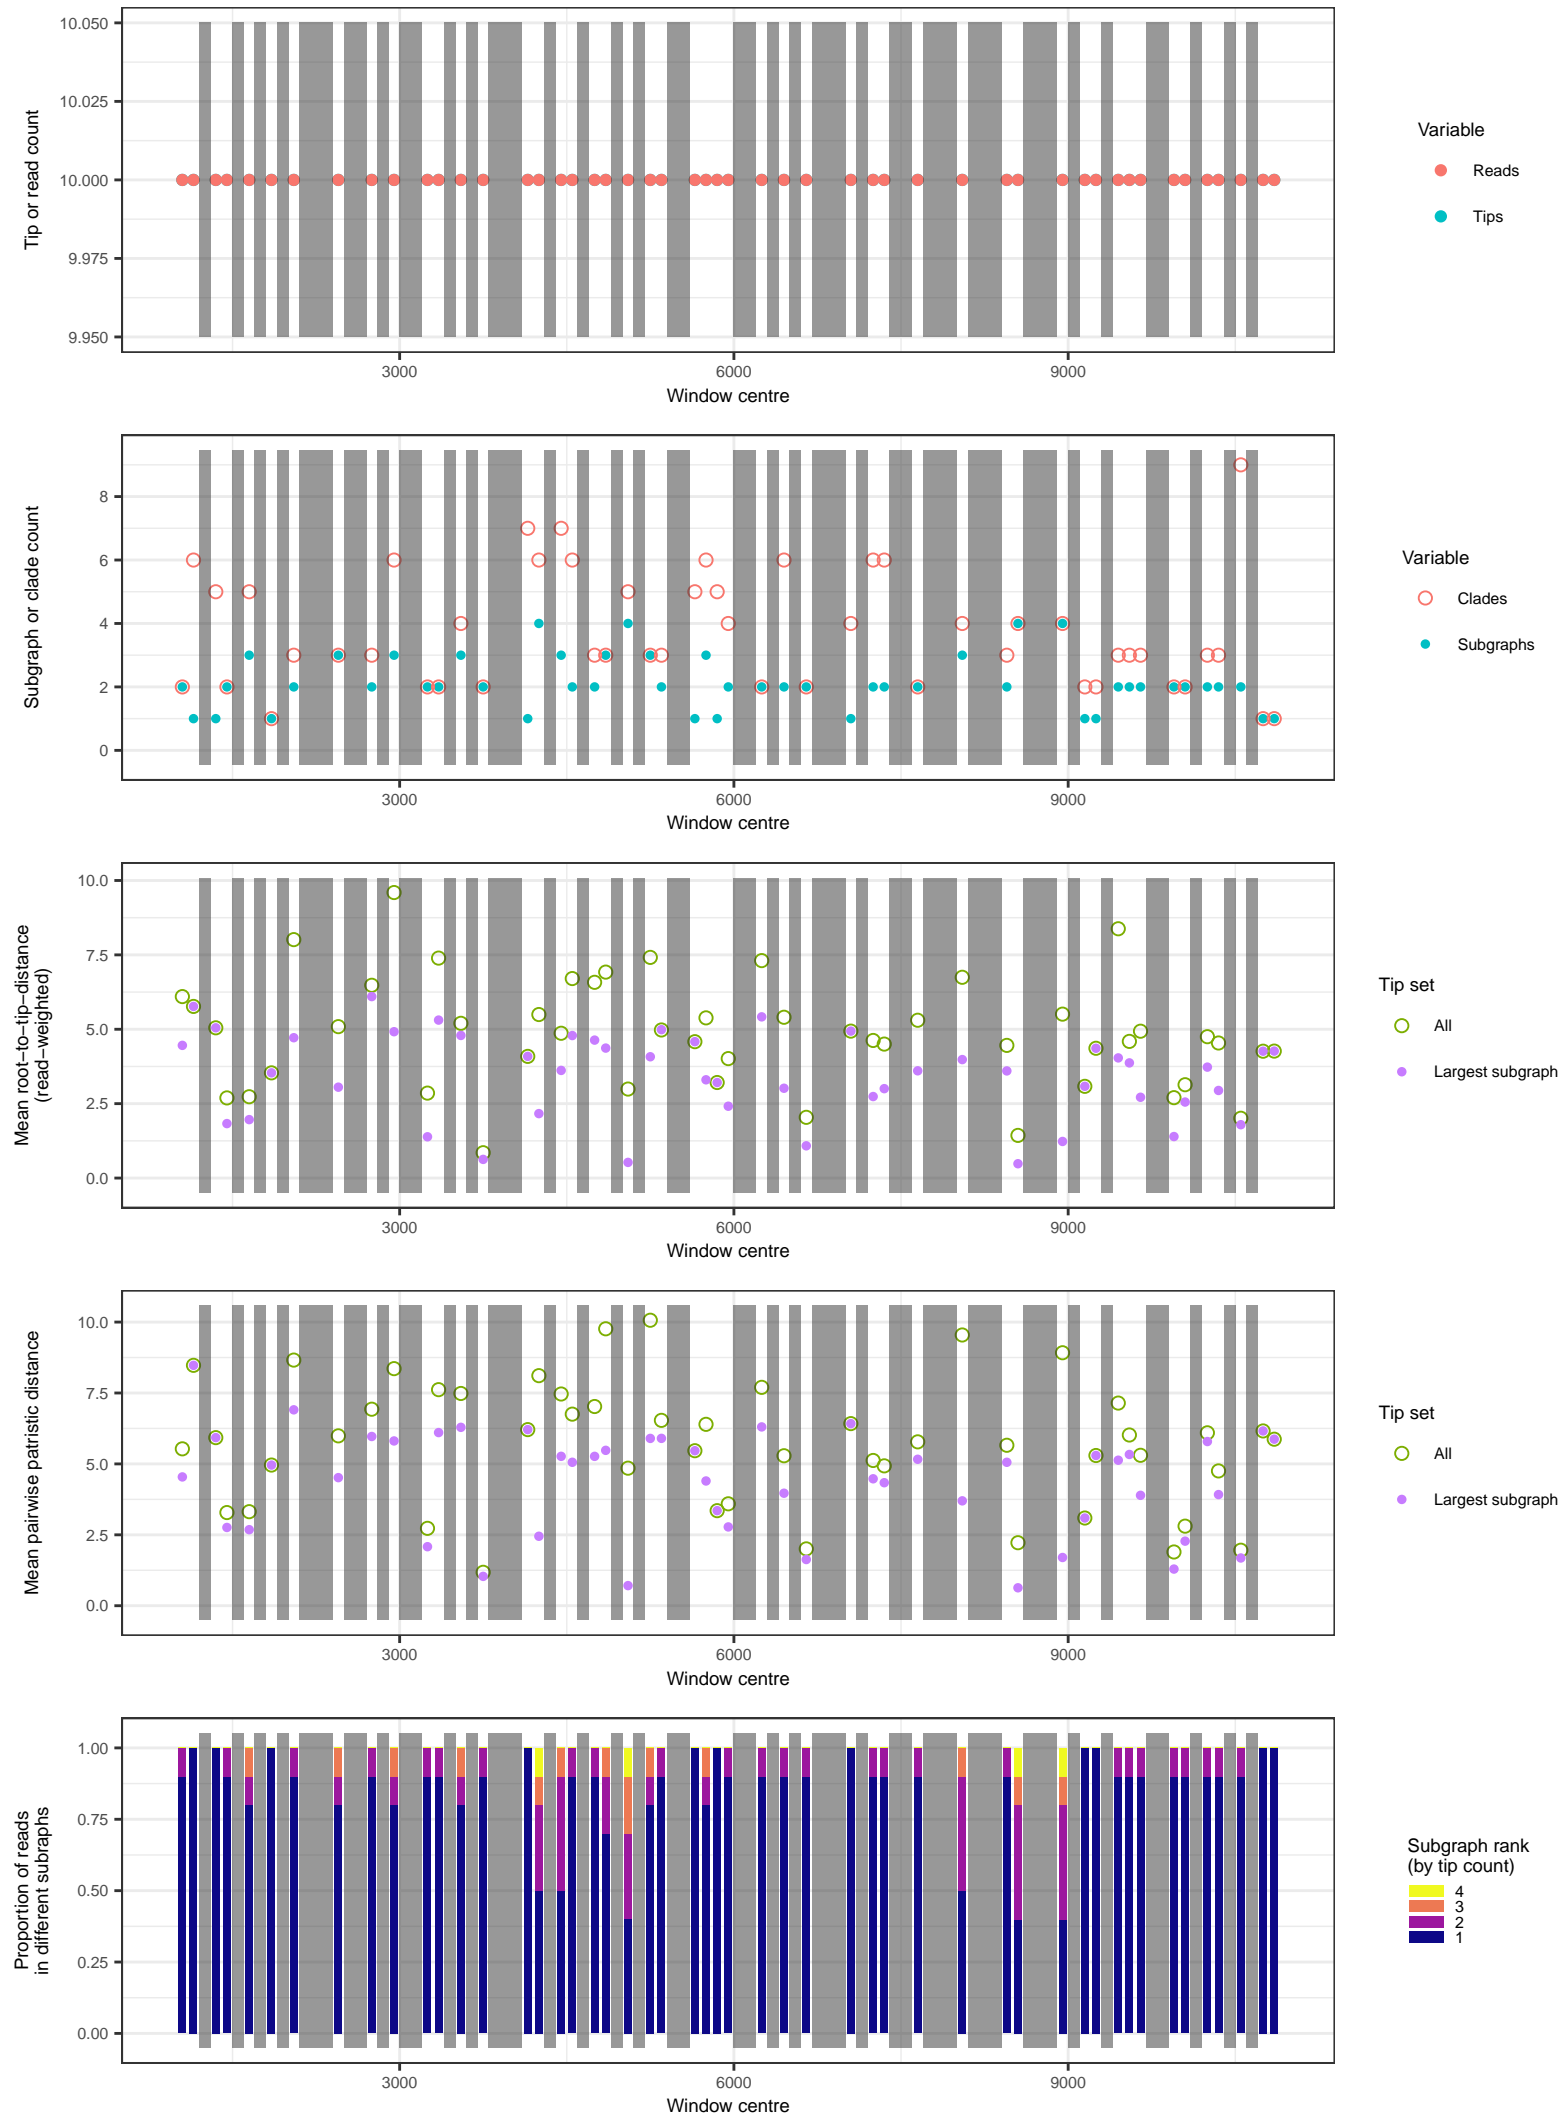 10.050
10.025
10.000
9.975
9.950
Tip or read count
3000
6000
9000
Window centre
Variable
Reads
Tips
8
6
4
2
0
Subgraph or clade count
3000
6000
9000
Window centre
Variable
Clades
Subgraphs
10.0
7.5
5.0
2.5
0.0
Mean root−to−tip−distance
(read−weighted)
3000
6000
9000
Window centre
Tip set
All
Largest subgraph
10.0
7.5
5.0
2.5
0.0
Mean pairwise patristic distance
3000
6000
9000
Window centre
Tip set
All
Largest subgraph
1.00
0.75
0.50
0.25
0.00
Proportion of reads
in different subraphs
3000
6000
9000
Window centre
Subgraph rank
(by tip count)
4
3
2
1